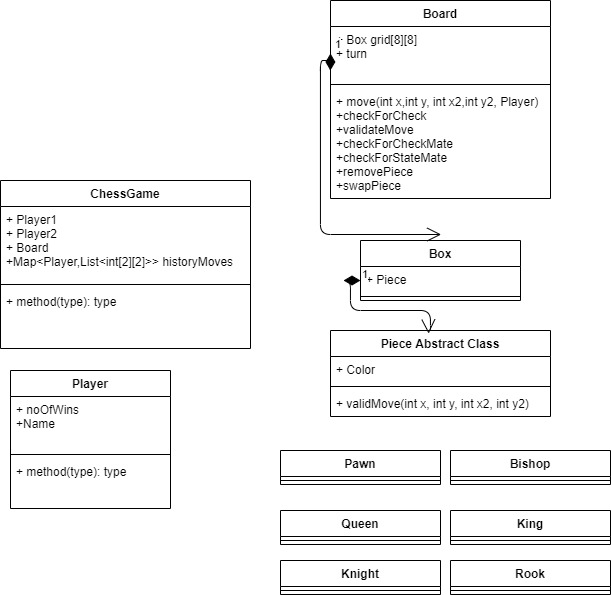 Board
+ Box grid[8][8]
1
+ turn
+ move(int x,int y, int x2,int y2, Player)
+checkForCheck
+validateMove
+checkForCheckMate
+checkForStateMate
+removePiece
+swapPiece
ChessGame
+ Player1
+ Player2
+ Board
+Map<Player,List<int[2][2]>> historyMoves
+ method(type): type
Box
1
+ Piece
Piece Abstract Class
+ Color
+ validMove(int x, int y, int x2, int y2)
Player
+ noOfWins
+Name
+ method(type): type
Pawn
Bishop
Queen
King
Knight
Rook